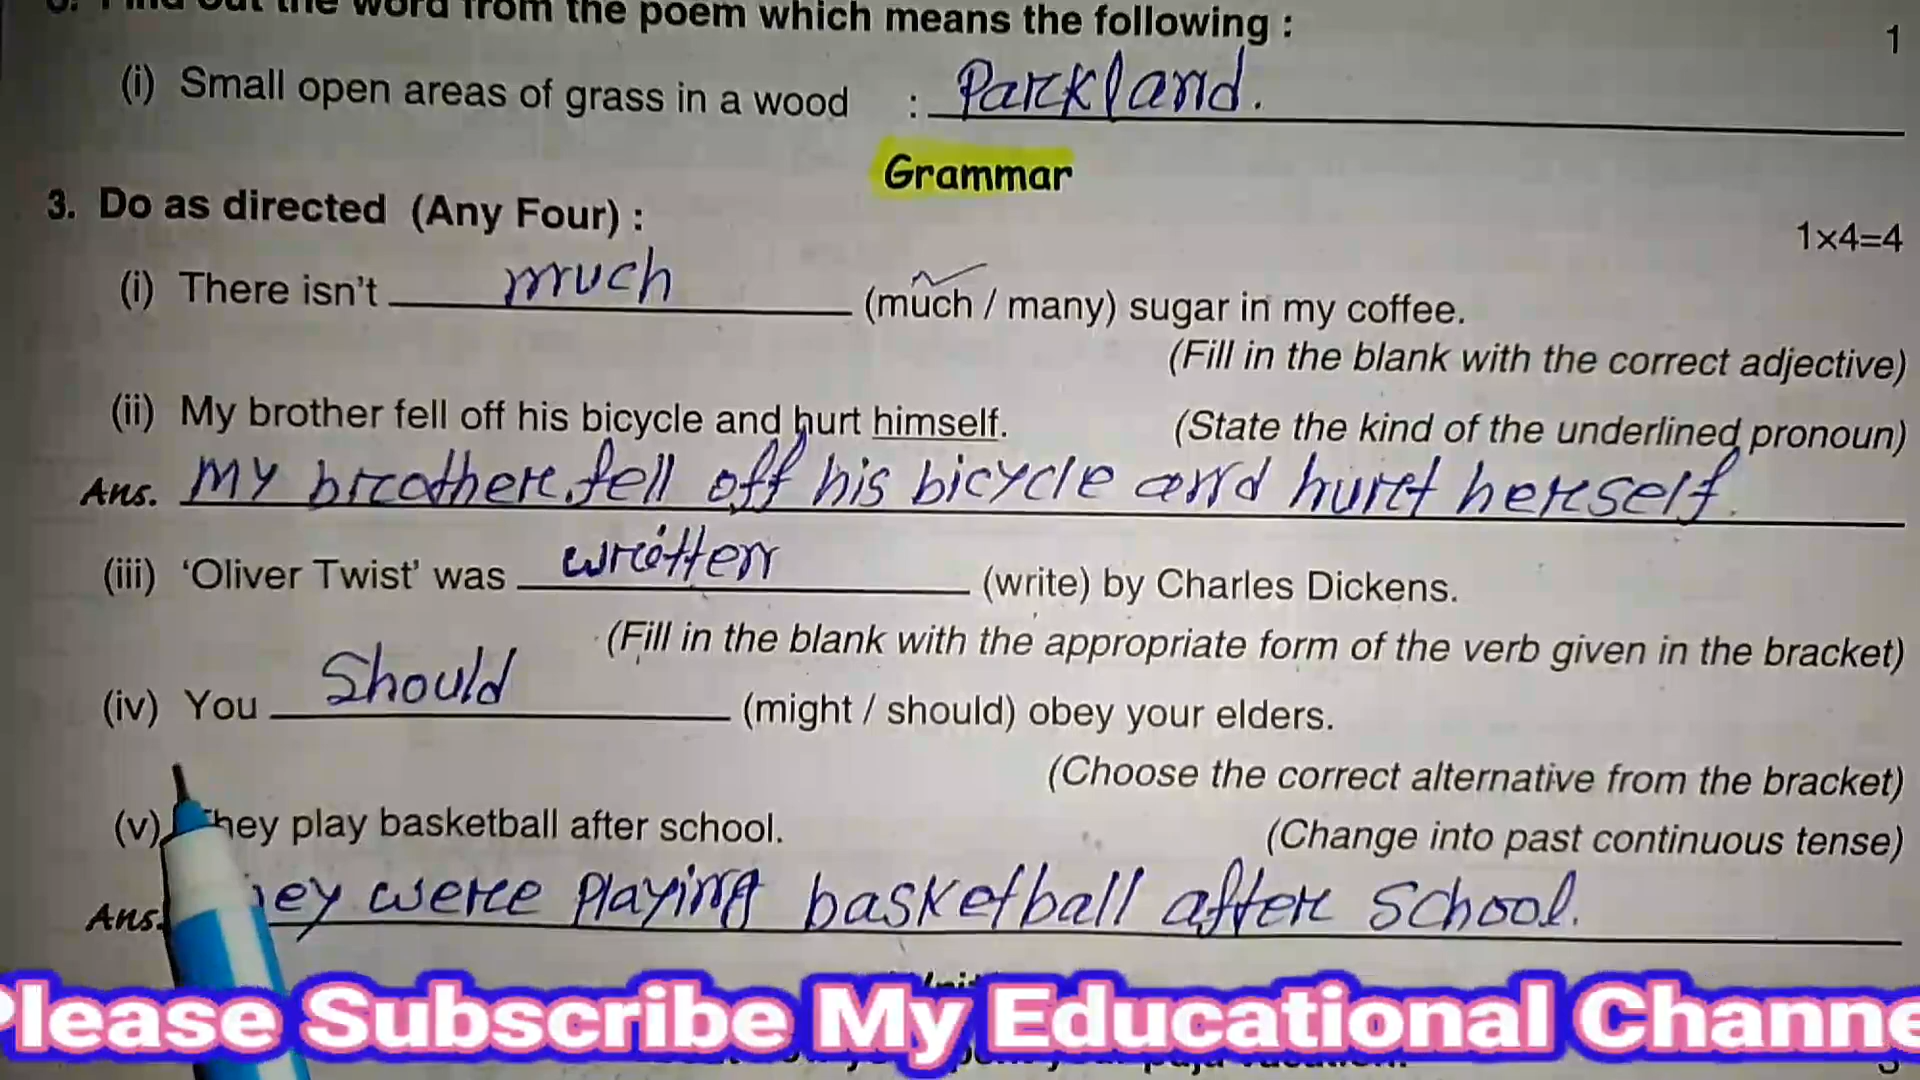 the word from the poem which means the following :
1
(i) Small open areas of grass in a wood : Parkland.
Grammar
3. Do as directed (Any Four) :
1×4=4
(i) There isn't much (much / many) sugar in my coffee.
(Fill in the blank with the correct adjective)
(ii) My brother fell off his bicycle and hurt himself. (State the kind of the underlined pronoun)
Ans. My brother fell off his bicycle and hurt herself.
(iii) 'Oliver Twist' was written (write) by Charles Dickens.
(Fill in the blank with the appropriate form of the verb given in the bracket)
(iv) You Should (might / should) obey your elders.
(Choose the correct alternative from the bracket)
(v) They play basketball after school. (Change into past continuous tense)
Ans. They were playing basketball after school.
Please Subscribe My Educational Channe